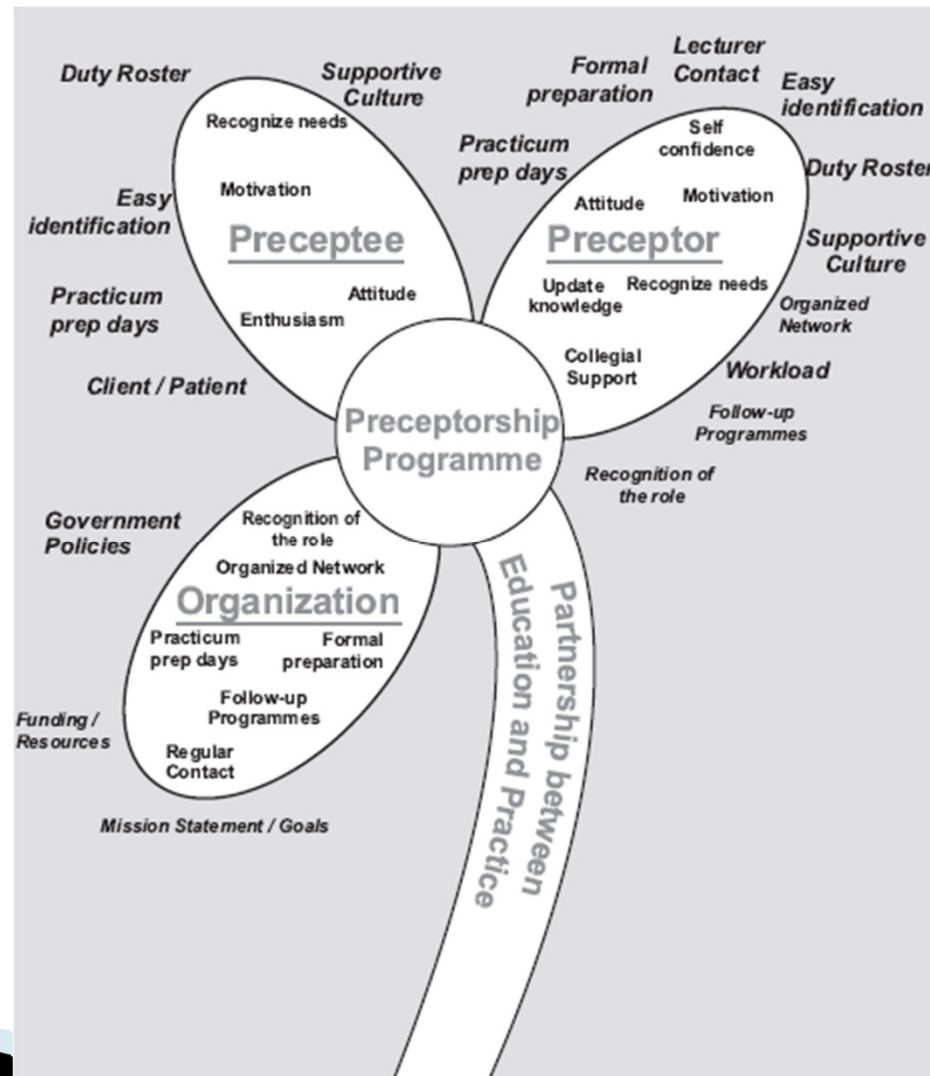 Duty Roster
Supportive
Culture
Recognize needs
Motivation
Easy
identification
Preceptee
Practicum
prep days
Attitude
Enthusiasm
Client / Patient
Formal
preparation
Lecturer
Contact
Easy
identification
Practicum
prep days
Self
confidence
Duty Roster
Attitude
Motivation
Preceptor
Supportive
Culture
Update
knowledge
Recognize needs
Organized
Network
Collegial
Support
Workload
Follow-up
Programmes
Recognition of
the role
Preceptorship
Programme
Government
Policies
Recognition of
the role
Organized Network
Organization
Practicum
prep days
Formal
preparation
Follow-up
Programmes
Regular
Contact
Funding /
Resources
Mission Statement / Goals
Partnership between
Education and Practice